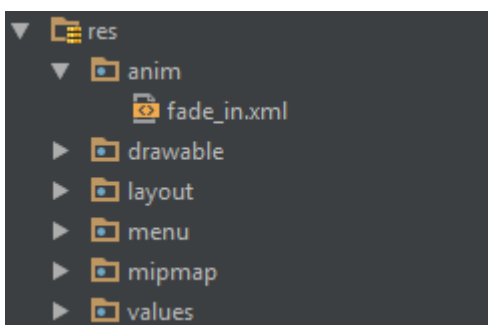 res
anim
fade_in.xml
drawable
layout
menu
mipmap
values